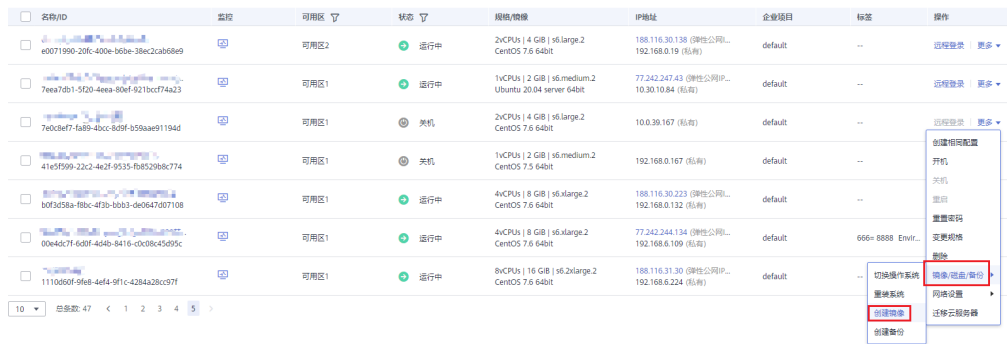 名称/ID 监控 可用区 状态 规格/镜像 IP地址 企业项目 标签 操作
2vCPUs | 4 GiB | s6.large.2 188.116.30.138 (弹性公网I...
e0071990-20fc-400e-b6be-38ec2cab68e9 可用区2 运行中 CentOS 7.6 64bit 192.168.0.19 (私有) default -- 远程登录 更多
1vCPUs | 2 GiB | s6.medium.2 77.242.247.43 (弹性公网IP...
7eea7db1-5f20-4eea-80ef-921bccf74a23 可用区1 运行中 Ubuntu 20.04 server 64bit 10.30.10.84 (私有) default -- 远程登录 更多
2vCPUs | 4 GiB | s6.large.2
7e0c8ef7-fa89-4bcc-8d9f-b59aae91194d 可用区1 关机 CentOS 7.6 64bit 10.0.39.167 (私有) default -- 远程登录 更多
1vCPUs | 2 GiB | s6.medium.2
41e5f599-22c2-4e2f-9535-fb8529b8c774 可用区1 关机 CentOS 7.5 64bit 192.168.0.167 (私有) default --
4vCPUs | 8 GiB | s6.xlarge.2 188.116.30.223 (弹性公网I...
b0f3d58a-f8bc-4f3b-bbb3-de0647d07108 可用区1 运行中 CentOS 7.6 64bit 192.168.0.132 (私有) default --
4vCPUs | 8 GiB | s6.xlarge.2 77.242.244.134 (弹性公网I...
00e4dc7f-6d0f-4d4b-8416-c0c08c45d95c 可用区1 运行中 CentOS 7.6 64bit 192.168.6.109 (私有) default 666= 8888 Envir...
8vCPUs | 16 GiB | s6.2xlarge.2 188.116.31.30 (弹性公网IP...
1110d60f-9fe8-4ef4-9f1c-4284a28cc97f 可用区1 运行中 CentOS 7.6 64bit 192.168.6.224 (私有) default
创建相同配置
开机
关机
重启
重置密码
变更规格
删除
镜像/磁盘/备份
网络设置
迁移云服务器
切换操作系统
重装系统
创建镜像
创建备份
10 总条数: 47 < 1 2 3 4 5 >